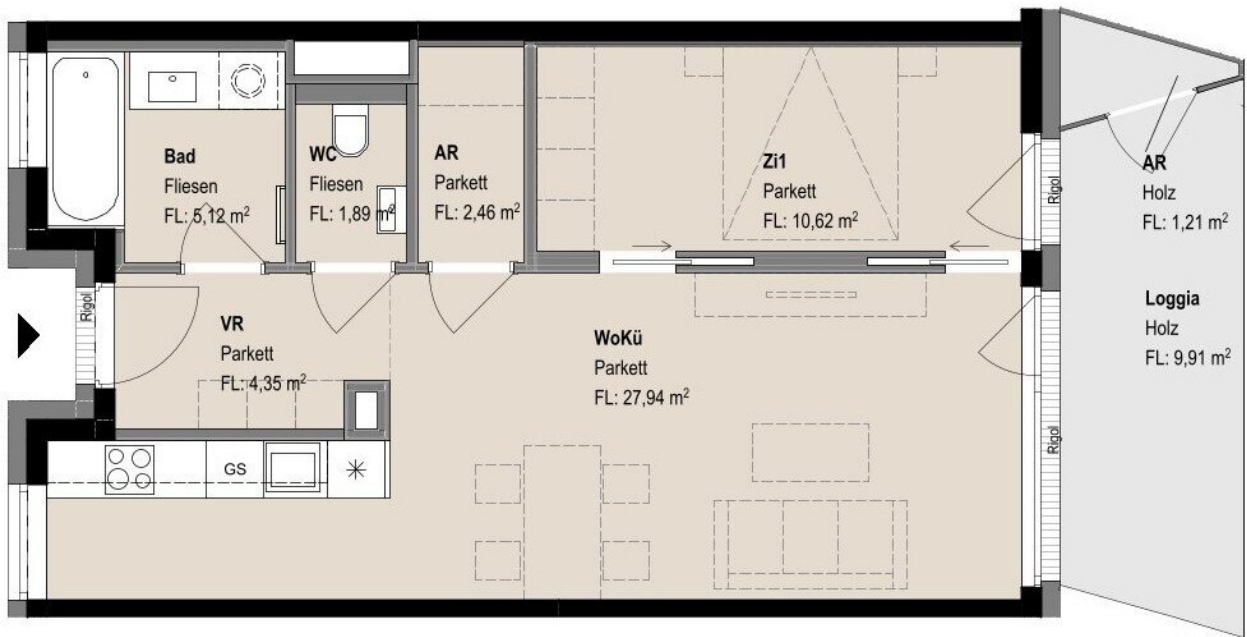 Bad
Fliesen
FL: 5,12 m²
WC
Fliesen
FL: 1,89 m²
AR
Parkett
FL: 2,46 m²
Zi1
Parkett
FL: 10,62 m²
Rigol
AR
Holz
FL: 1,21 m²
Rigol
VR
Parkett
FL: 4,35 m²
WoKü
Parkett
FL: 27,94 m²
Loggia
Holz
FL: 9,91 m²
Rigol
GS